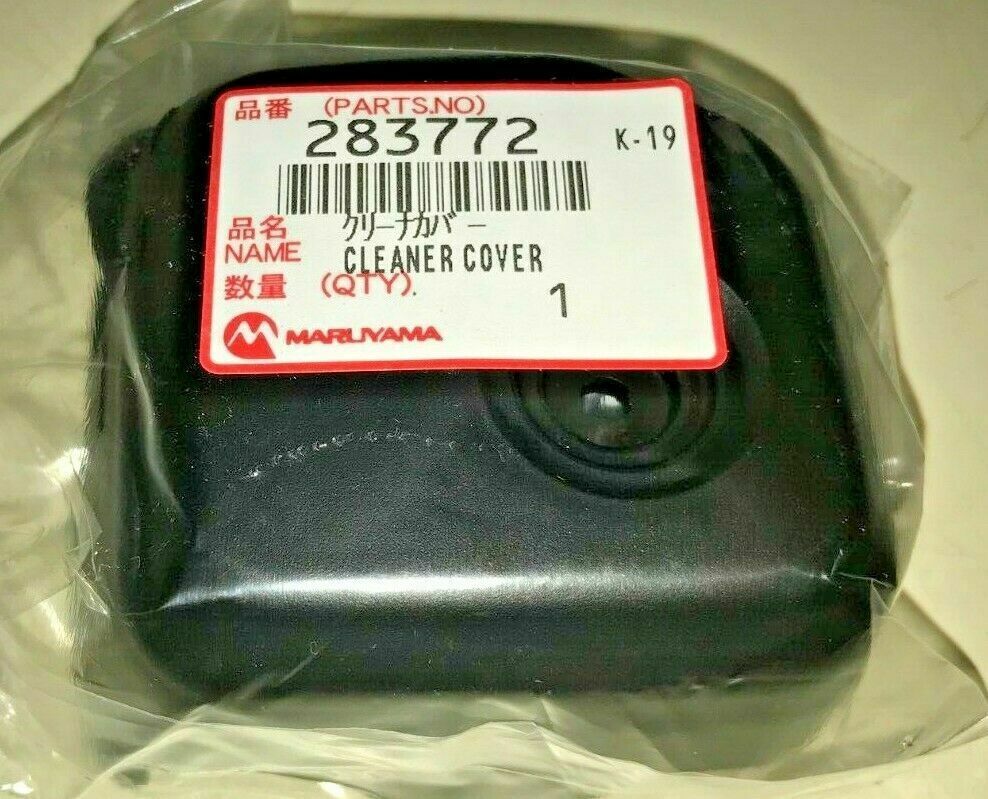 品番 (PARTS.NO)
283772 K-19
品名 クリーナカバー
NAME CLEANER COVER
数量 (QTY). 1
MARUYAMA